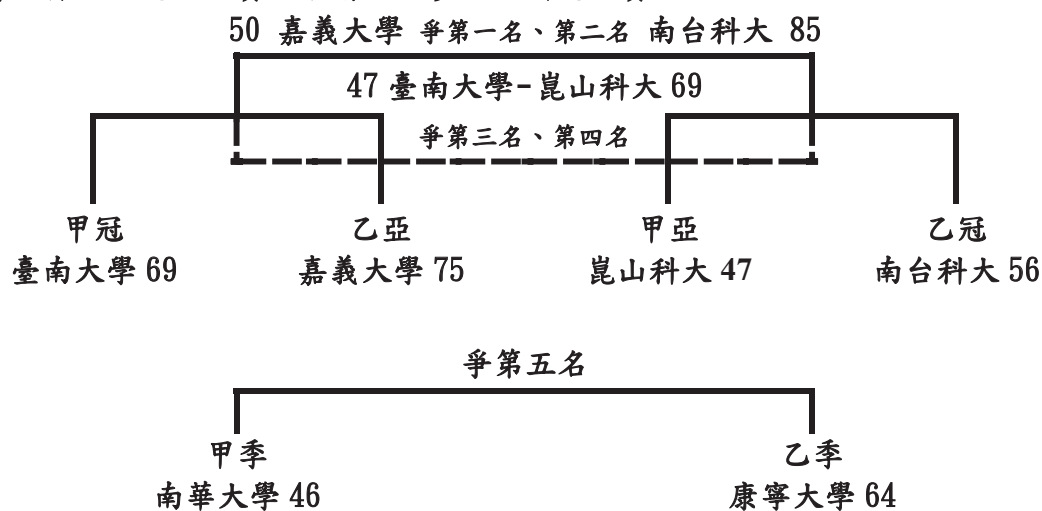 50 嘉義大學 爭第一名、第二名 南台科大 85
47 臺南大學-崑山科大 69
爭第三名、第四名
甲冠 乙亞 甲亞 乙冠
臺南大學 69 嘉義大學 75 崑山科大 47 南台科大 56
爭第五名
甲季 乙季
南華大學 46 康寧大學 64